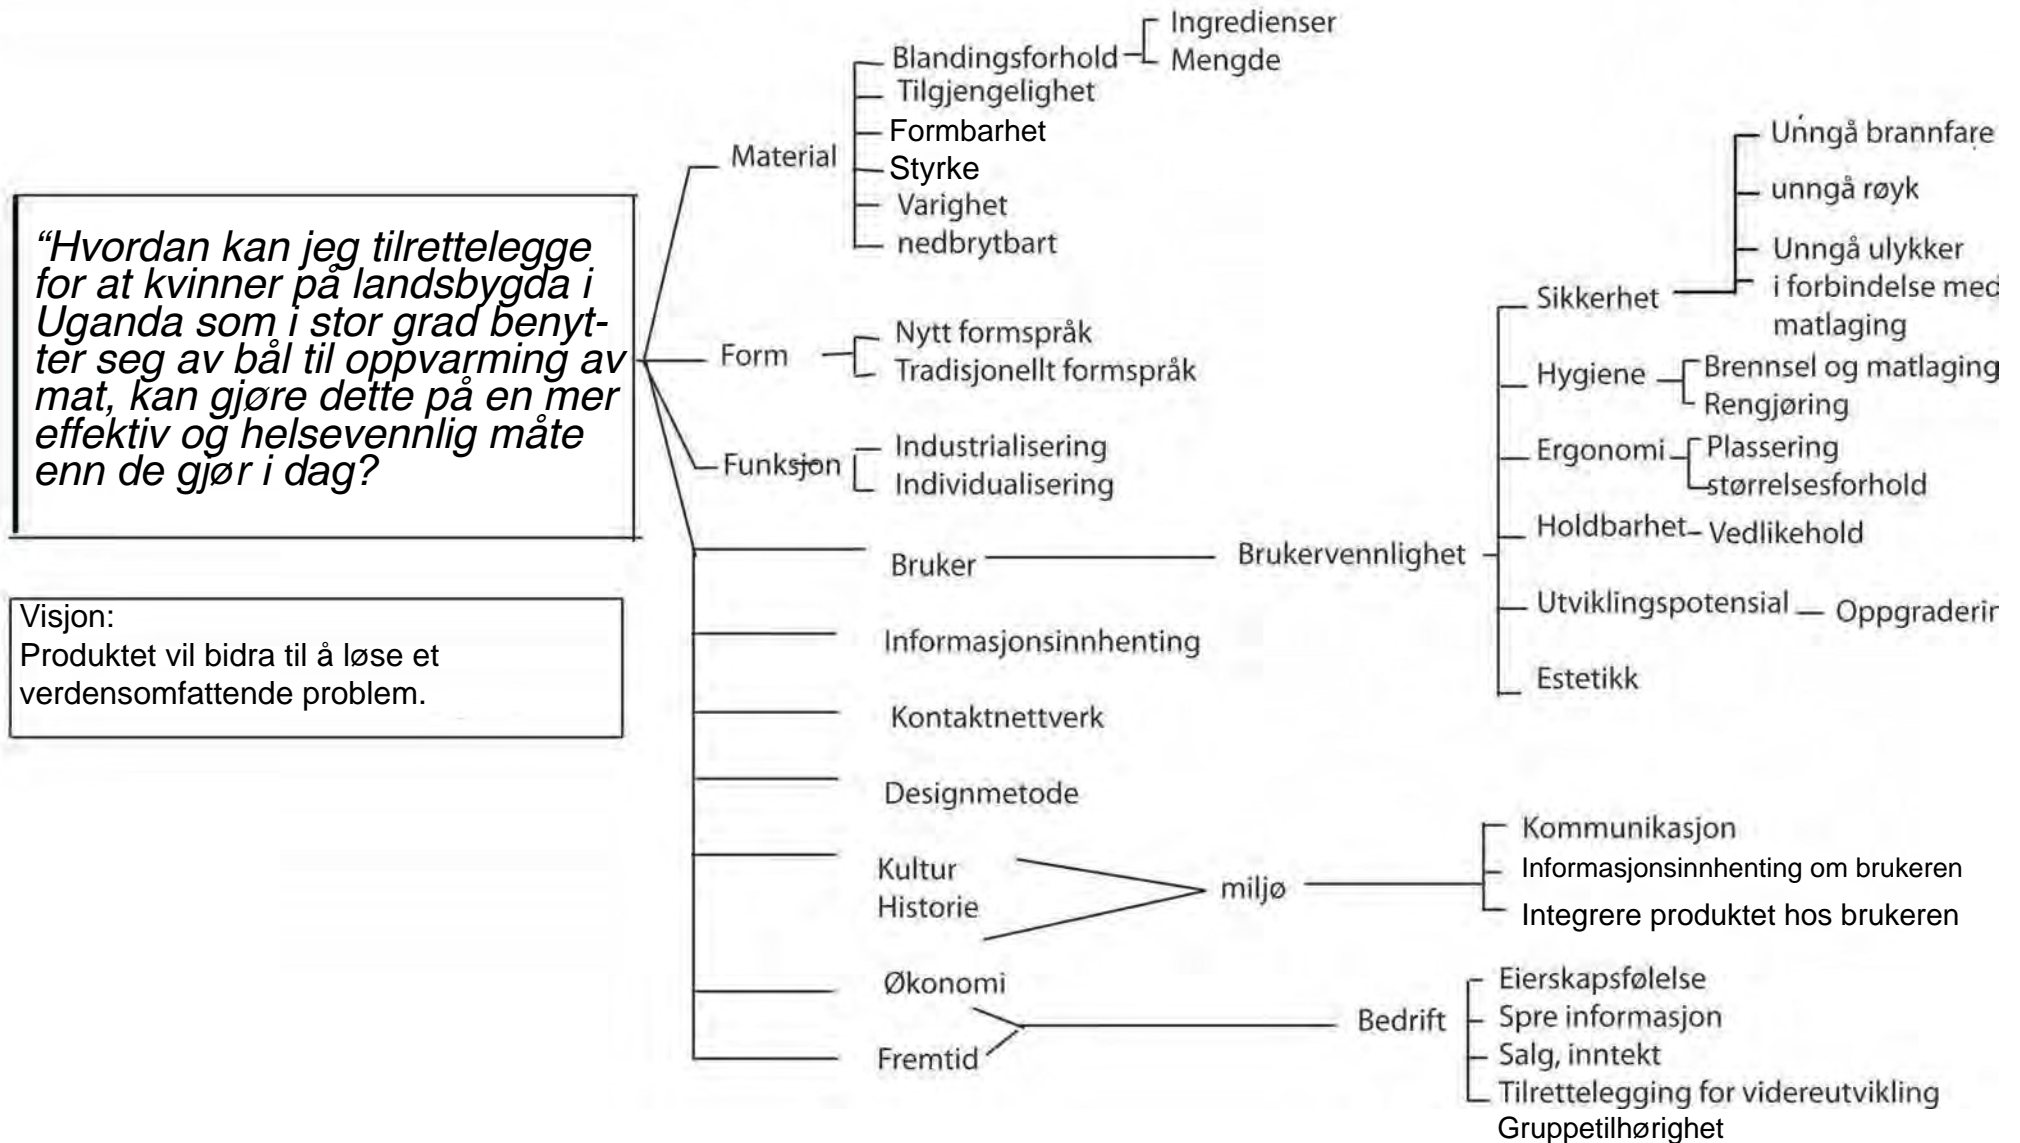 “Hvordan kan jeg tilrettelegge
for at kvinner på landsbygda i
Uganda som i stor grad benyt-
ter seg av bål til oppvarming av
mat, kan gjøre dette på en mer
effektiv og helsevennlig måte
enn de gjør i dag?
Visjon:
Produktet vil bidra til å løse et
verdensomfattende problem.
Material
Blandingsforhold
Ingredienser
Mengde
Tilgjengelighet
Formbarhet
Styrke
Varighet
nedbrytbart
Form
Nytt formspråk
Tradisjonellt formspråk
Funksjon
Industrialisering
Individualisering
Bruker
Brukervennlighet
Sikkerhet
Unngå brannfare
unngå røyk
Unngå ulykker
i forbindelse med
matlaging
Hygiene
Brennsel og matlaging
Rengjøring
Ergonomi
Plassering
størrelsesforhold
Holdbarhet
Vedlikehold
Utviklingspotensial
Oppgraderin
Estetikk
Informasjonsinnhenting
Kontaktnettverk
Designmetode
Kultur
Historie
miljø
Kommunikasjon
Informasjonsinnhenting om brukeren
Integrere produktet hos brukeren
Økonomi
Fremtid
Bedrift
Eierskapsfølelse
Spre informasjon
Salg, inntekt
Tilrettelegging for videreutvikling
Gruppetilhørighet